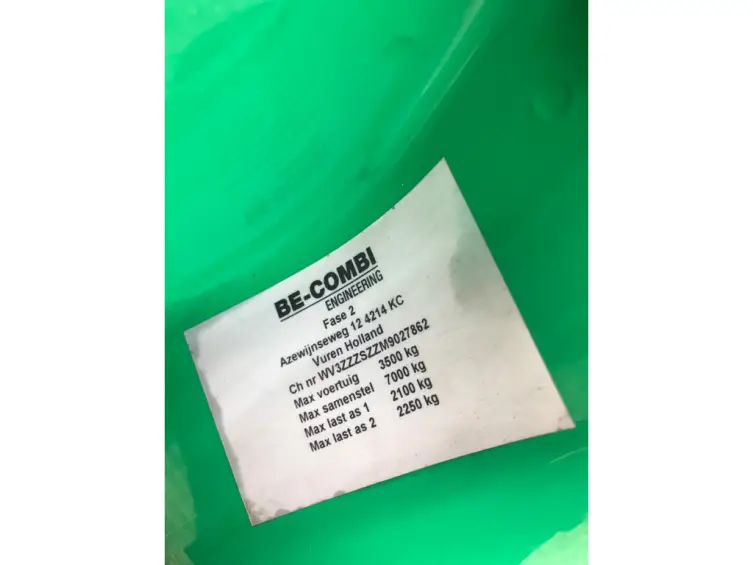 BE-COMBI
ENGINEERING
Fase 2
Azewijnseweg 12 4214 KC
Vuren Holland
Ch nr WV3ZZZSZZM9027862
Max voertuig 3500 kg
Max samenstel 7000 kg
Max last as 1 2100 kg
Max last as 2 2250 kg